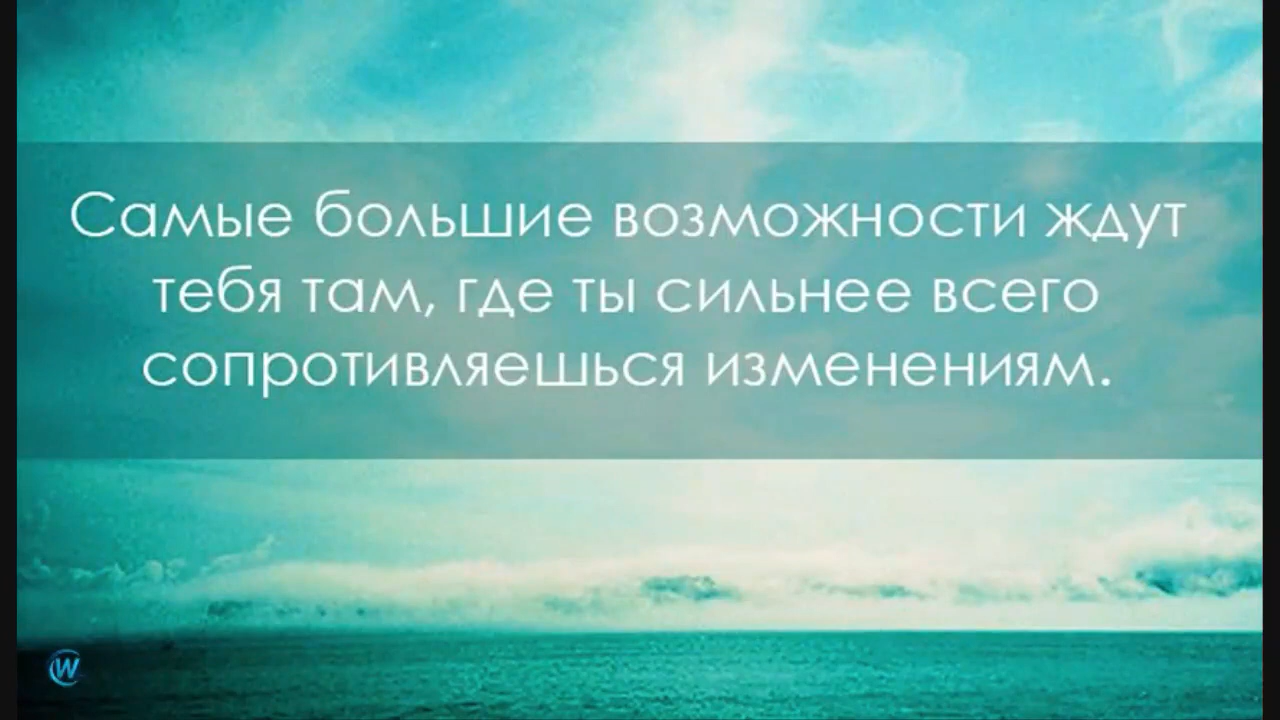 Самые большие возможности ждут
тебя там, где ты сильнее всего
сопротивляешься изменениям.
W